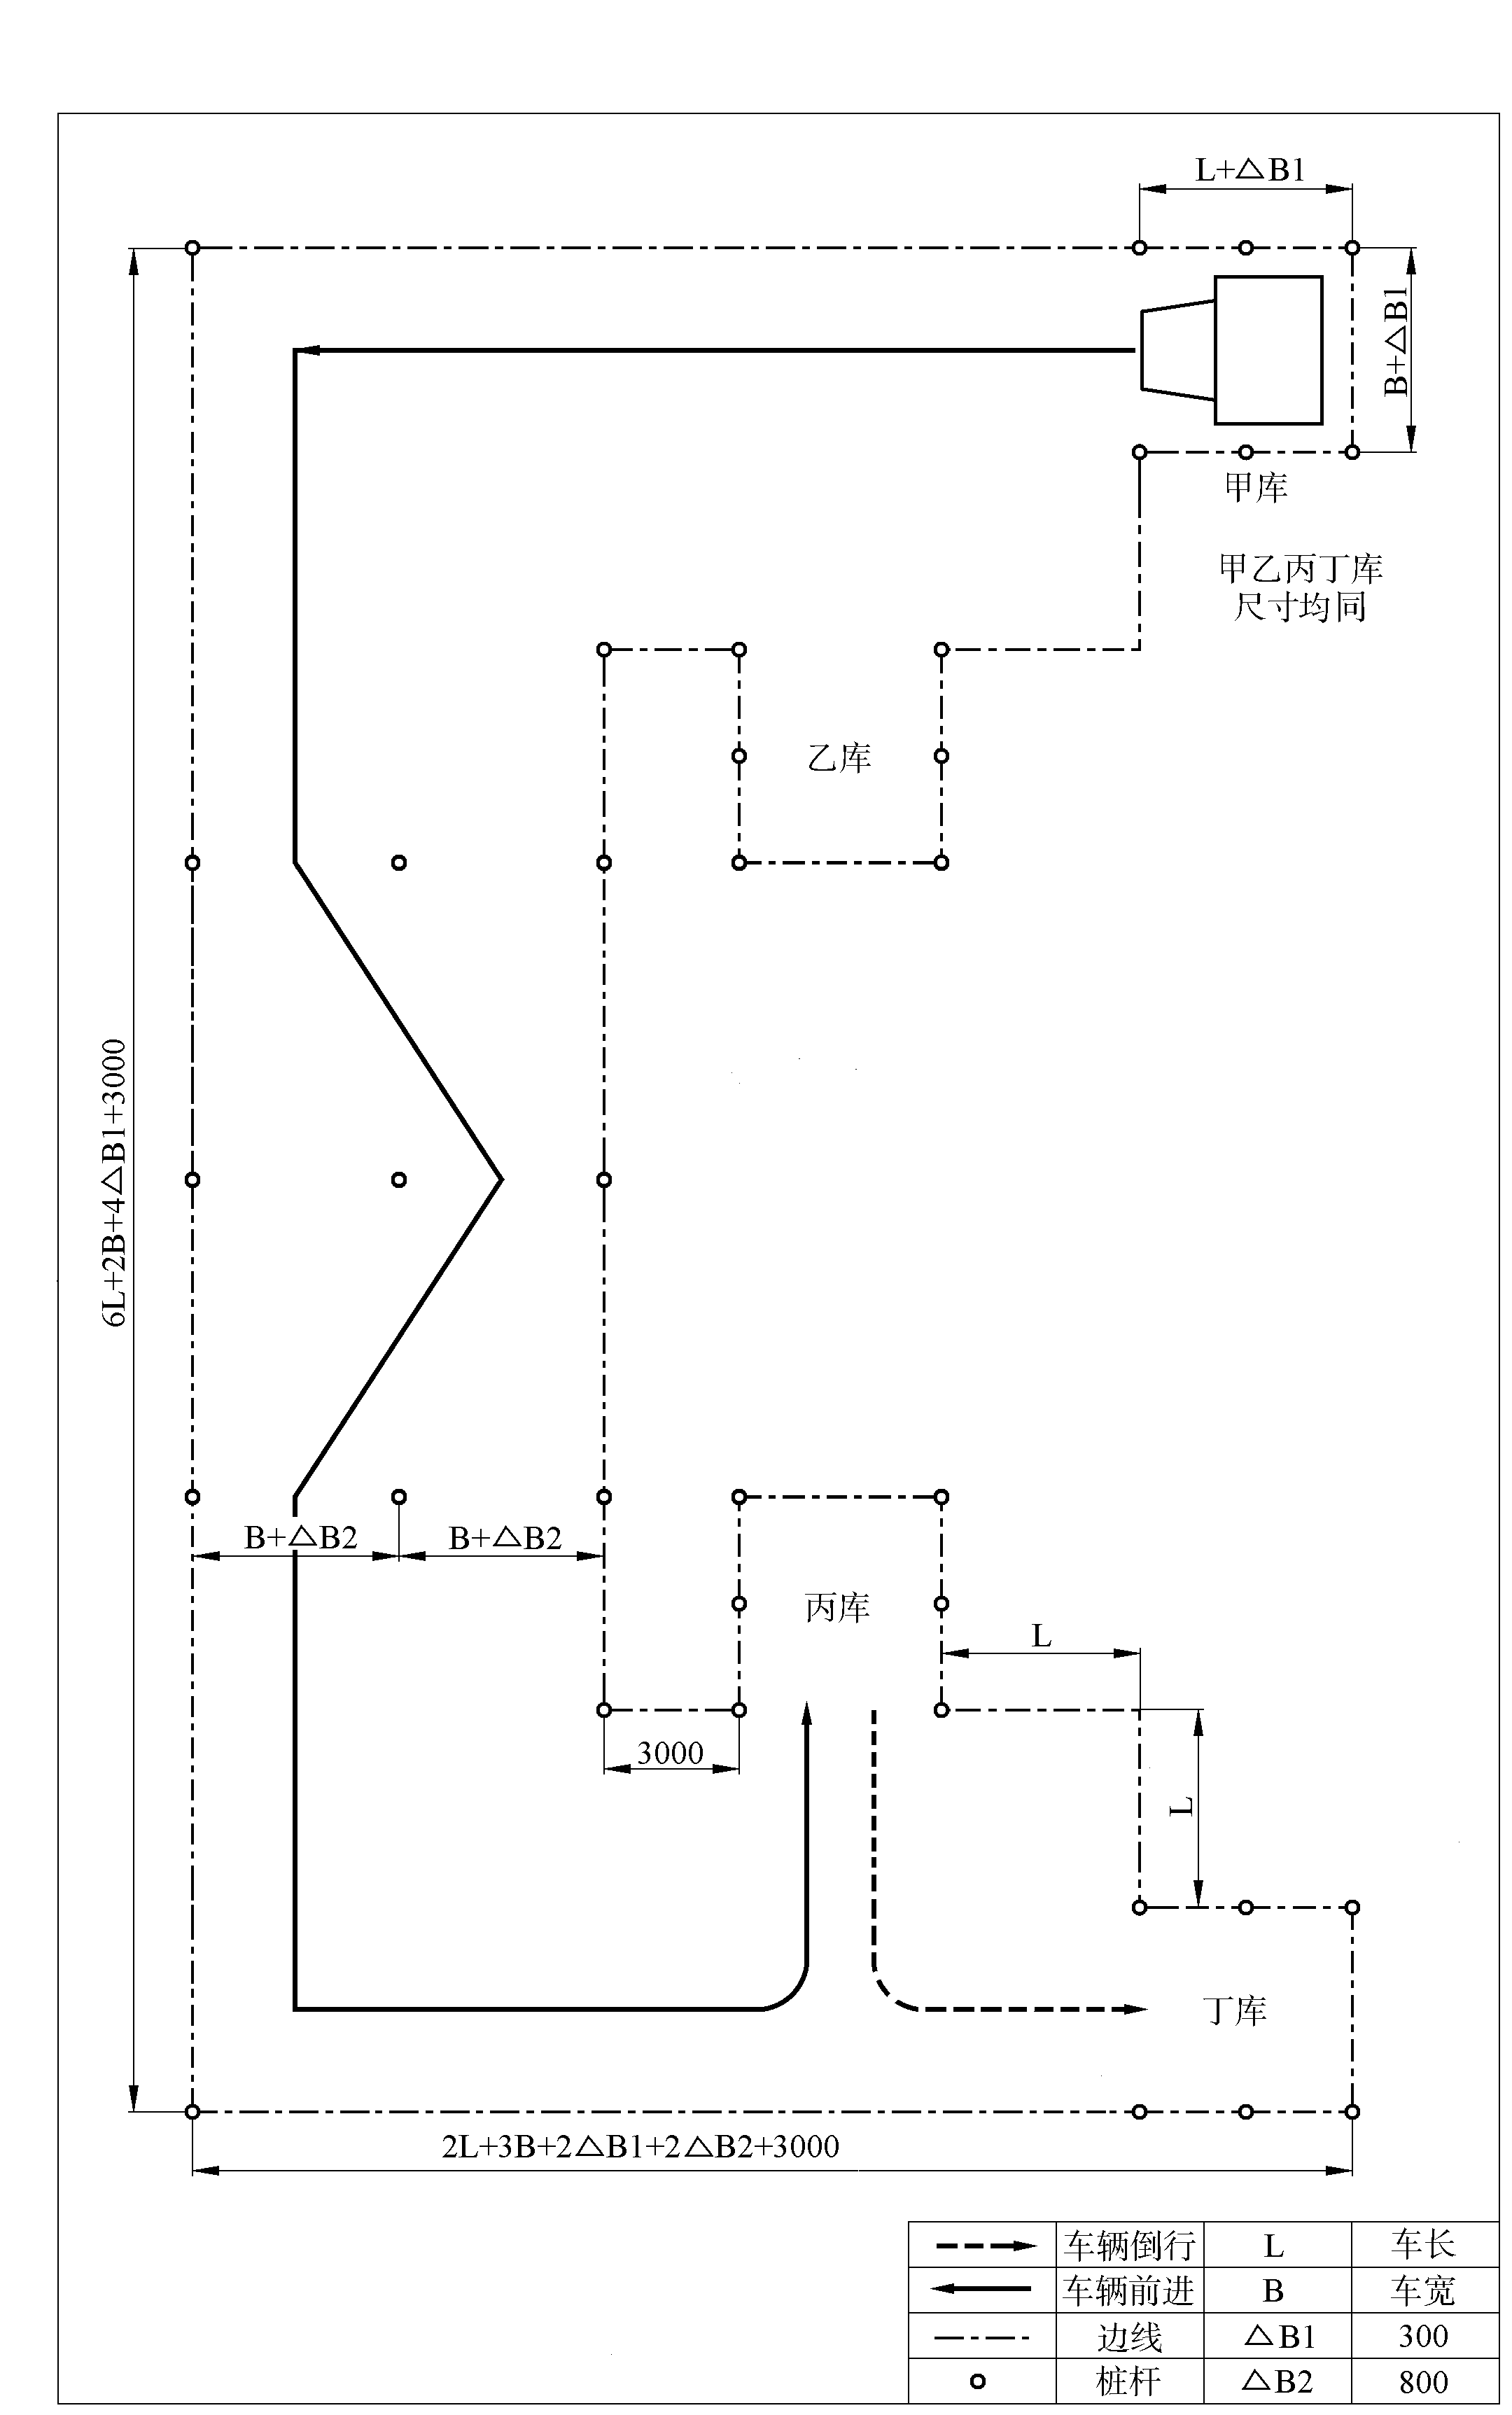 L+△B1
B+△B1
甲库
甲乙丙丁库
尺寸均同
乙库
6L+2B+4△B1+3000
B+△B2
B+△B2
丙库
L
3000
L
丁库
2L+3B+2△B1+2△B2+3000
车辆倒行 L 车长
车辆前进 B 车宽
边线 △B1 300
桩杆 △B2 800